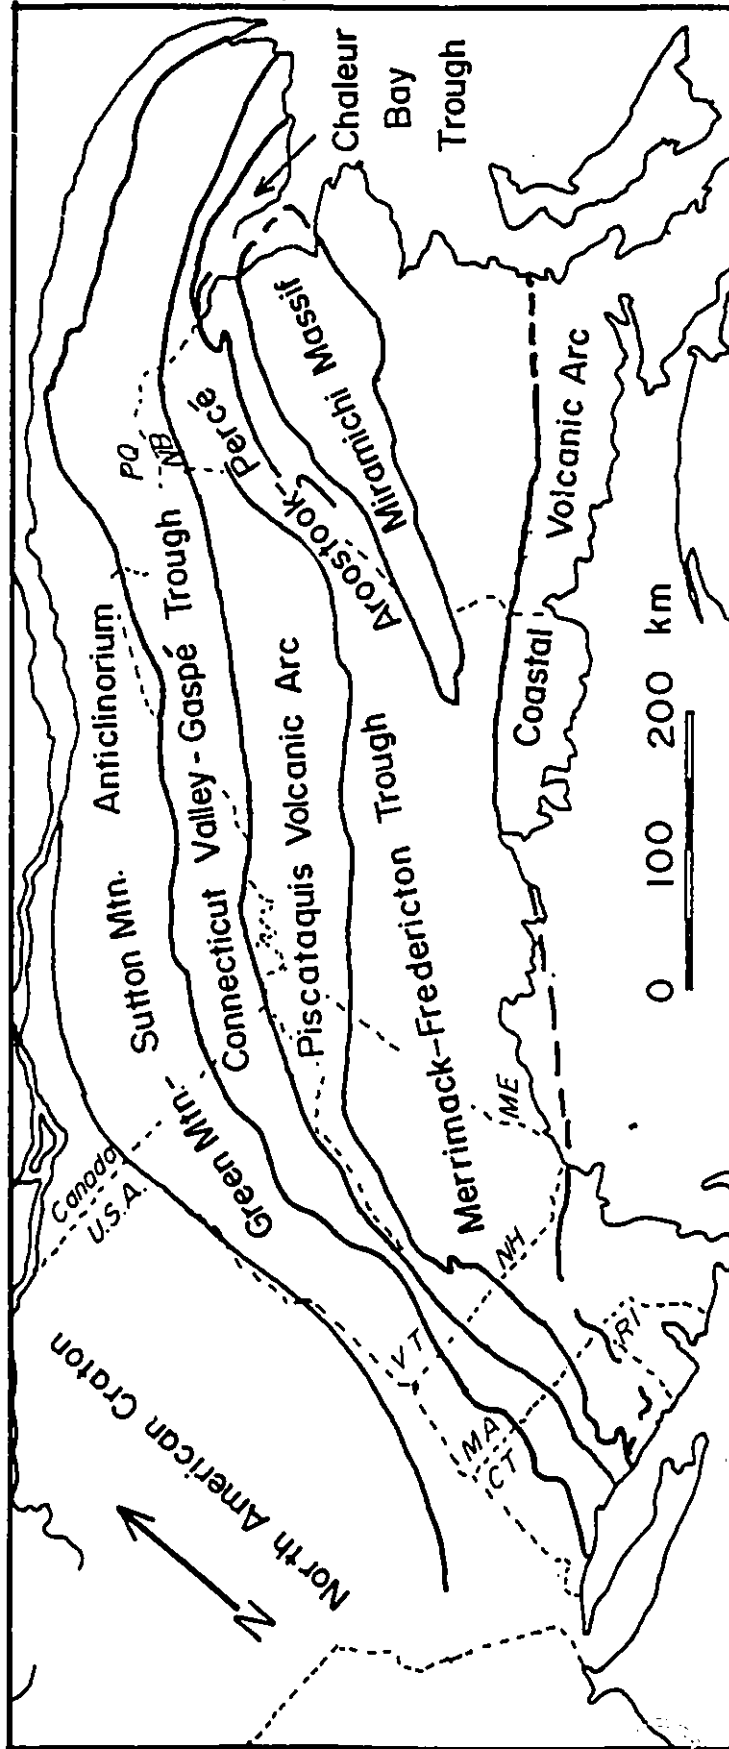 North American Craton
N
Canada
U.S.A.
Green Mtn.-
Sutton Mtn.
Anticlinorium
Connecticut Valley-Gaspé Trough
PQ
NB
Piscataquis Volcanic Arc
Aroostook-Percé
Miramichi Massif
Chaleur
Bay
Trough
Merrimack-Fredericton Trough
Coastal Volcanic Arc
VT
NH
ME
MA
CT
RI
0 100 200 km